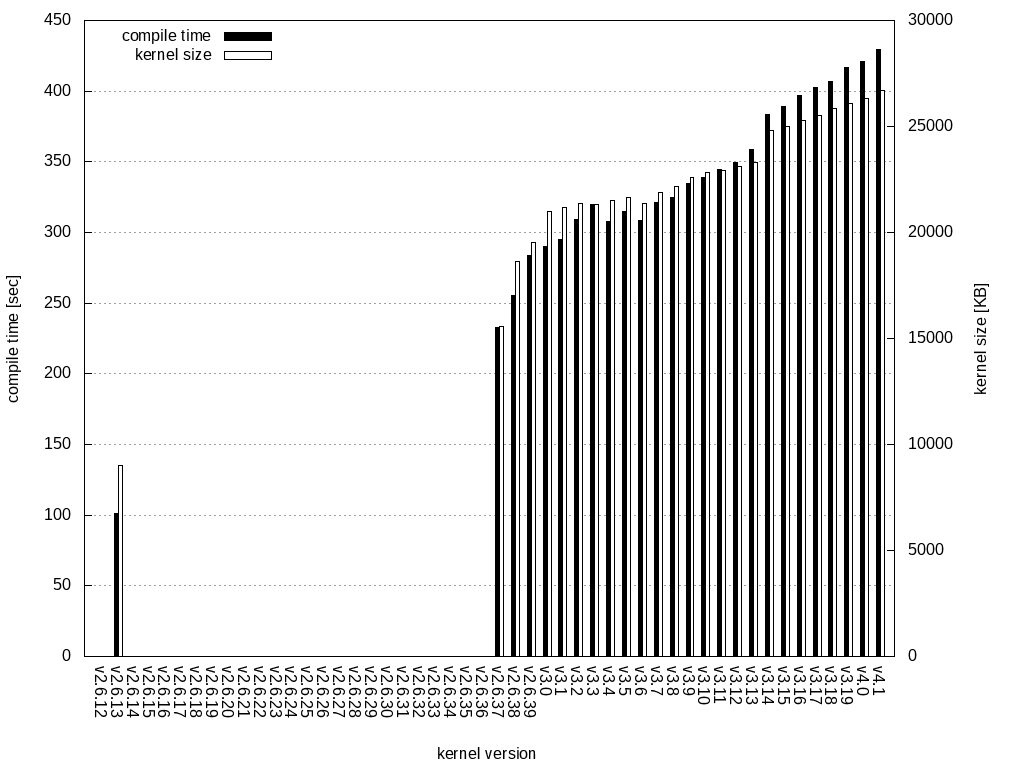 compile time
kernel size
450
400
350
300
250
200
150
100
50
0
30000
25000
20000
15000
10000
5000
0
compile time [sec]
kernel size [KB]
v2.6.12
v2.6.13
v2.6.14
v2.6.15
v2.6.16
v2.6.17
v2.6.18
v2.6.19
v2.6.20
v2.6.21
v2.6.22
v2.6.23
v2.6.24
v2.6.25
v2.6.26
v2.6.27
v2.6.28
v2.6.29
v2.6.30
v2.6.31
v2.6.32
v2.6.33
v2.6.34
v2.6.35
v2.6.36
v2.6.37
v2.6.38
v2.6.39
v3.0
v3.1
v3.2
v3.3
v3.4
v3.5
v3.6
v3.7
v3.8
v3.9
v3.10
v3.11
v3.12
v3.13
v3.14
v3.15
v3.16
v3.17
v3.18
v3.19
v4.0
v4.1
kernel version